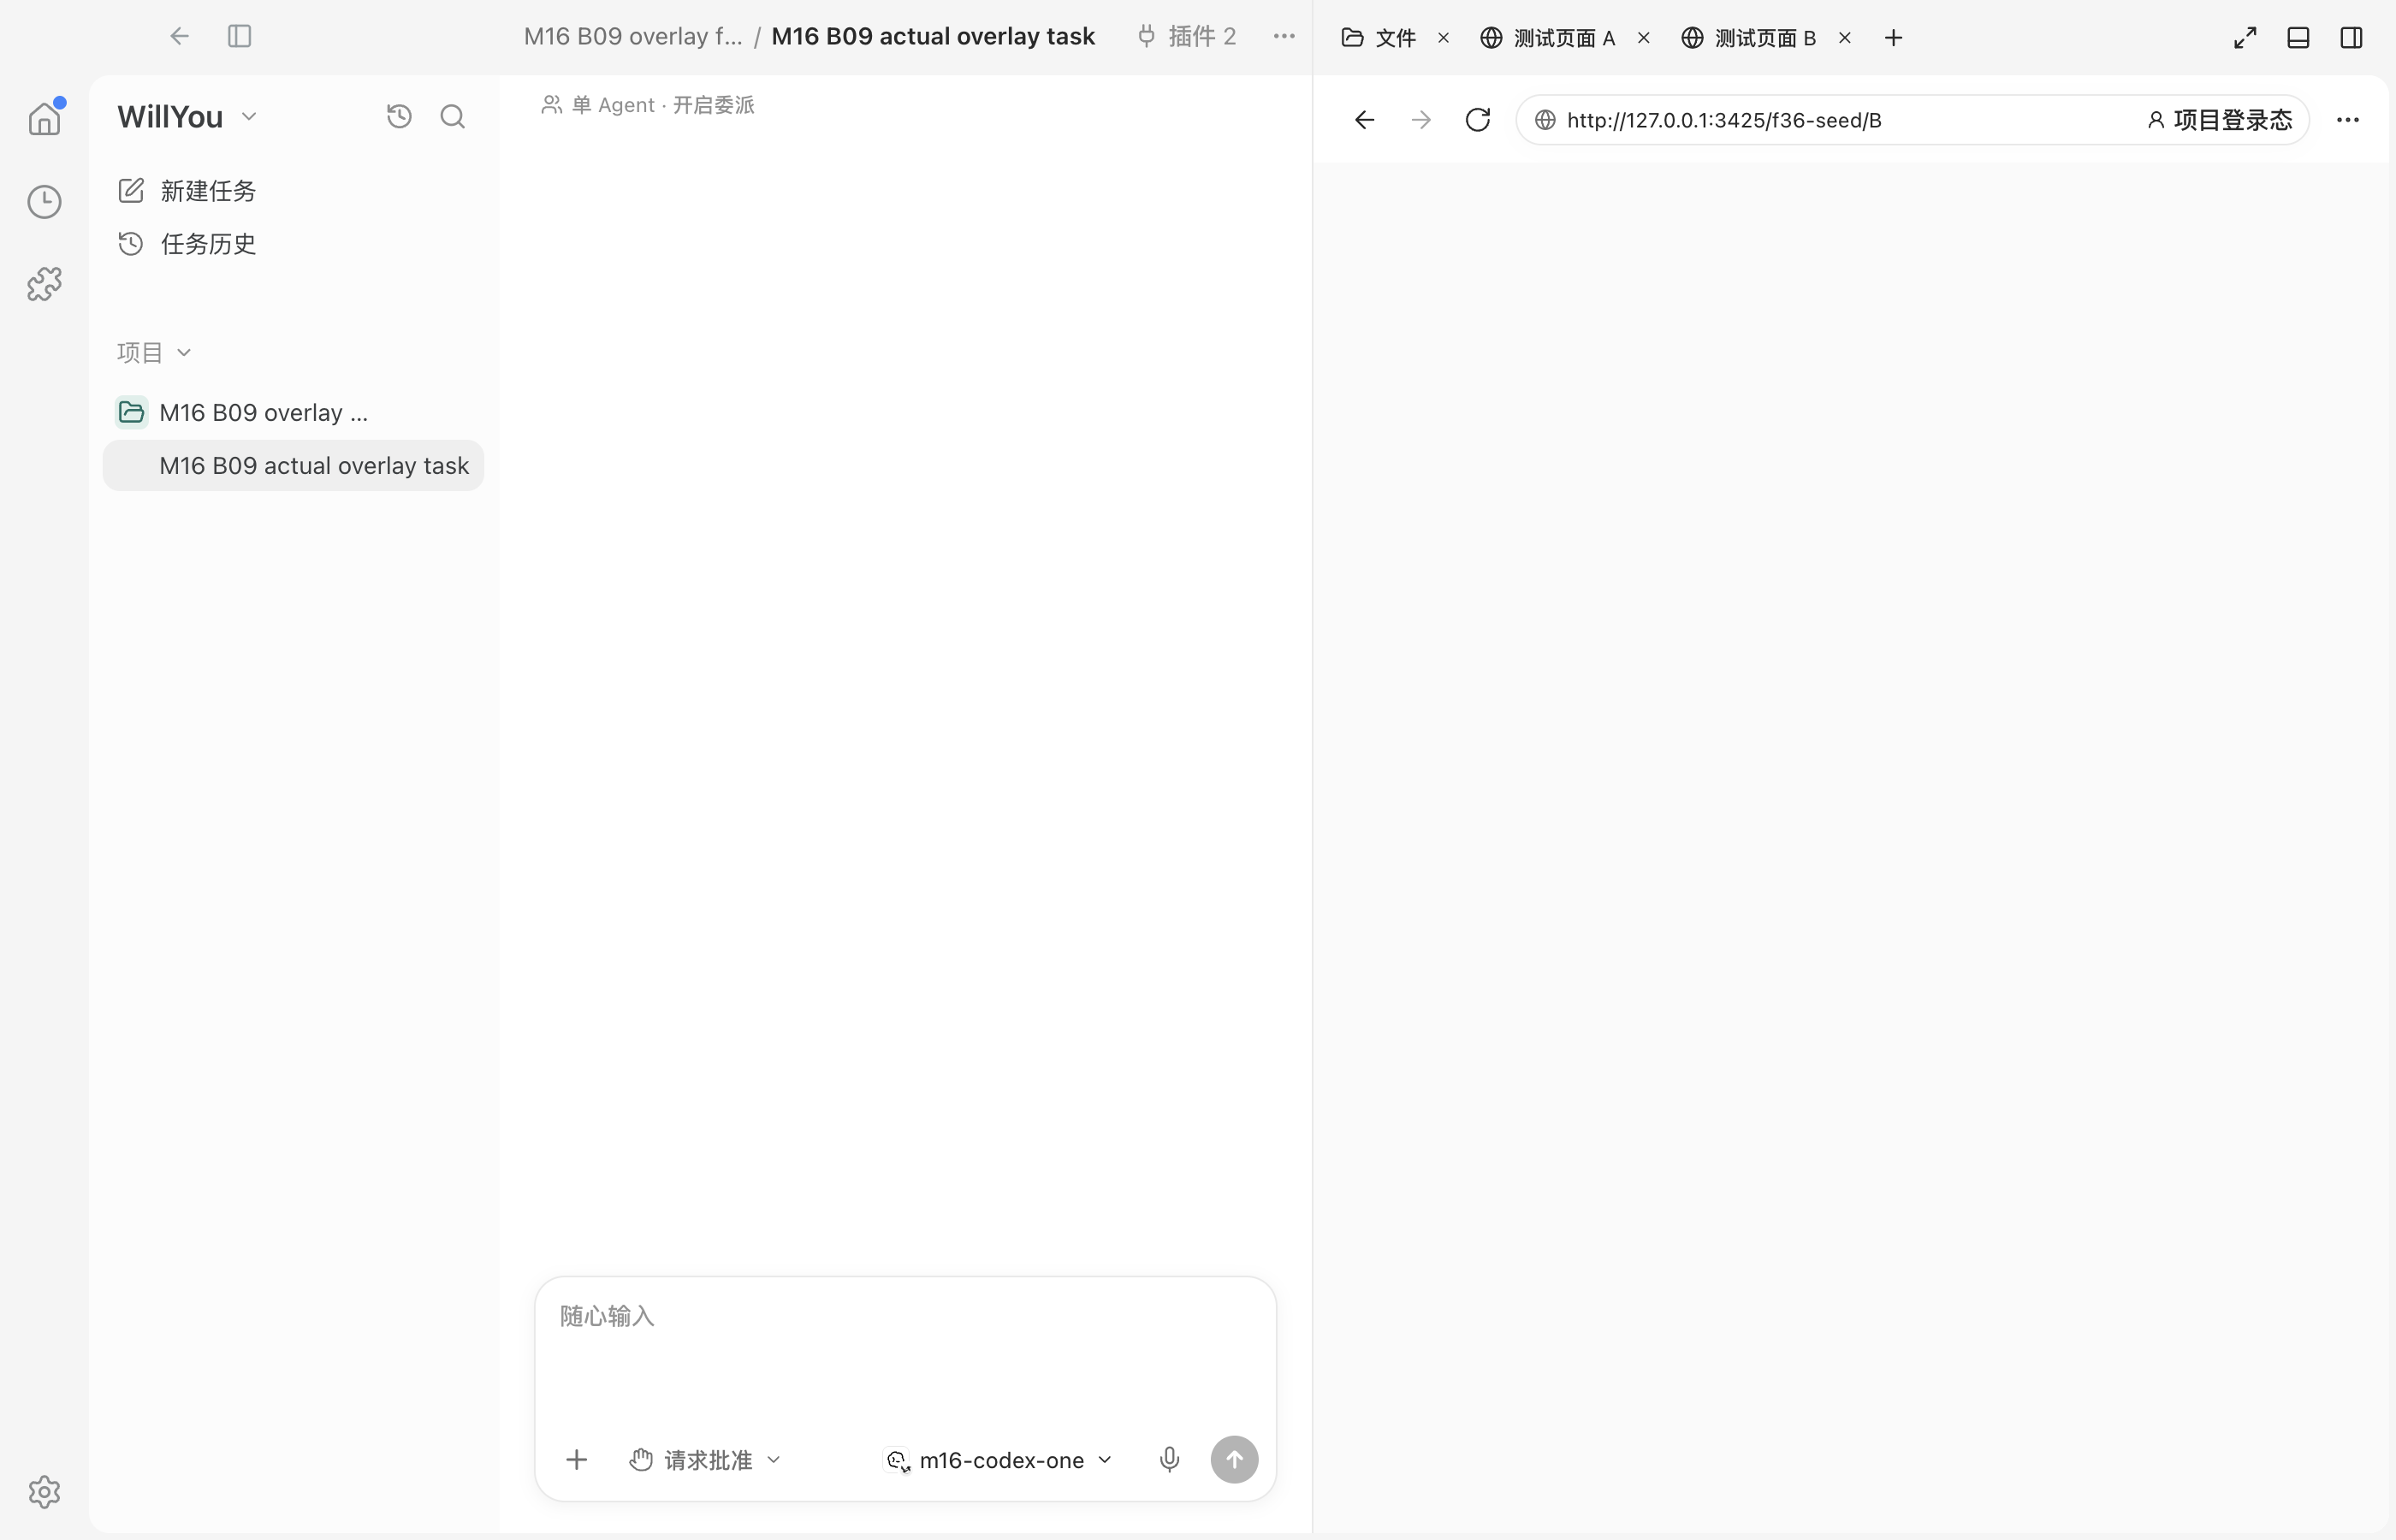 M16 B09 overlay f... / M16 B09 actual overlay task
插件 2
文件
测试页面 A
测试页面 B
WillYou
单 Agent · 开启委派
http://127.0.0.1:3425/f36-seed/B
项目登录态
新建任务
任务历史
项目
M16 B09 overlay ...
M16 B09 actual overlay task
随心输入
请求批准
m16-codex-one